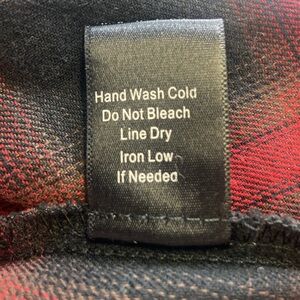 Hand Wash Cold
Do Not Bleach
Line Dry
Iron Low
If Needed